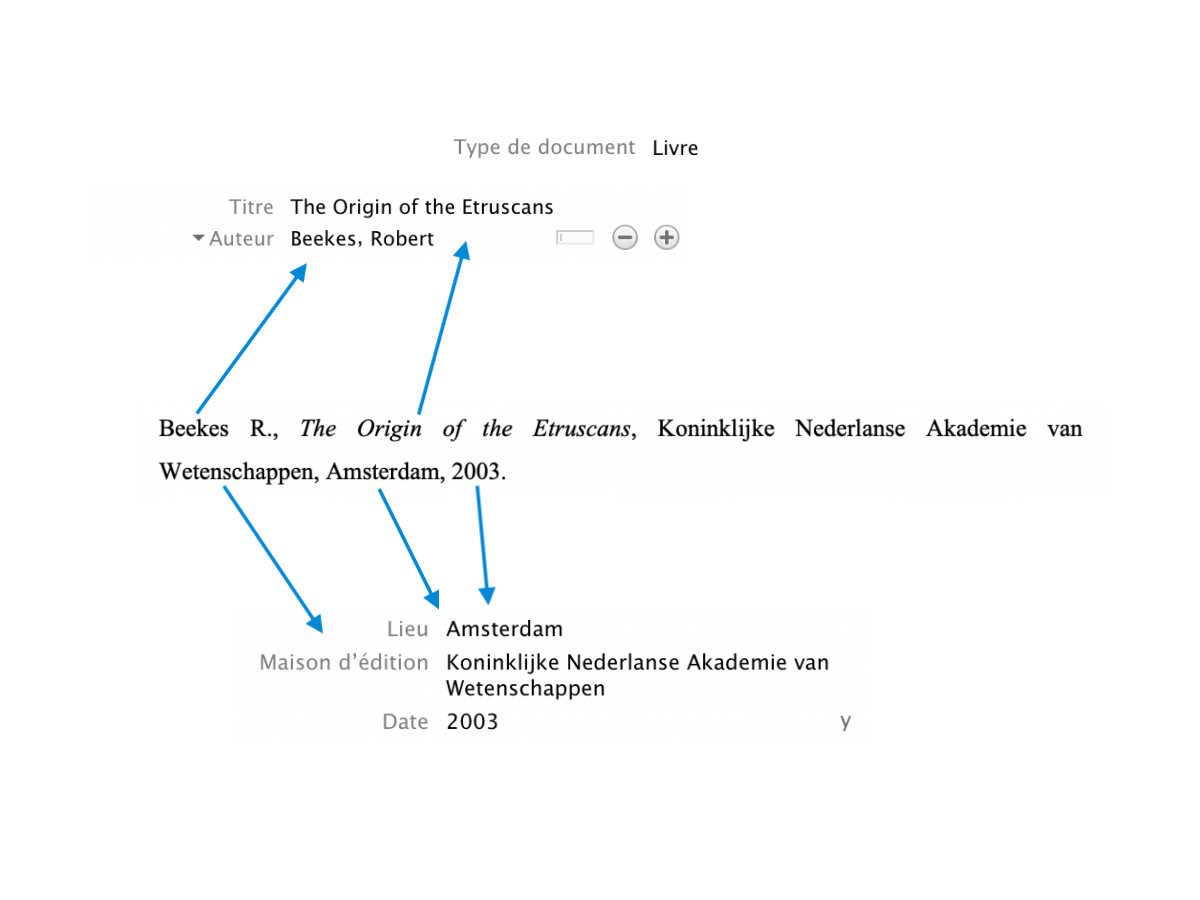 Type de document Livre
Titre The Origin of the Etruscans
Auteur Beekes, Robert
Beekes R., The Origin of the Etruscans, Koninklijke Nederlanse Akademie van
Wetenschappen, Amsterdam, 2003.
Lieu Amsterdam
Maison d’édition Koninklijke Nederlanse Akademie van
Wetenschappen
Date 2003 y